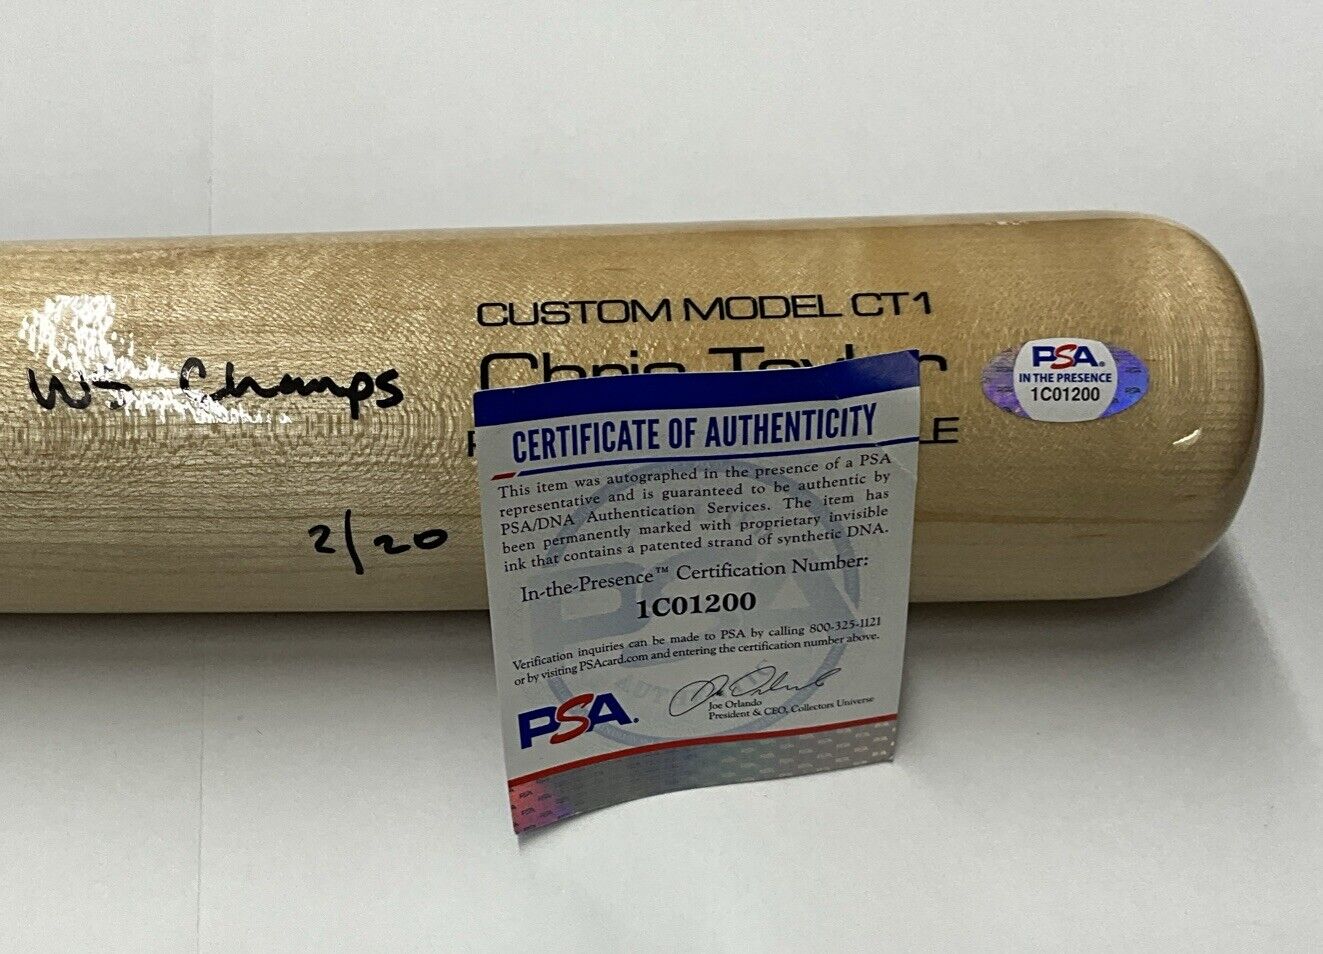 CUSTOM MODEL CT1
Chris Taylor
WS Champs
2/20
PSA
IN THE PRESENCE
1C01200
CERTIFICATE OF AUTHENTICITY
This item was autographed in the presence of a PSA
representative and is guaranteed to be authentic by
PSA/DNA Authentication Services. The item has
been permanently marked with proprietary invisible
ink that contains a patented strand of synthetic DNA.
In-the-Presence™ Certification Number:
1C01200
Verification inquiries can be made to PSA by calling 800-325-1121
or by visiting PSAcard.com and entering the certification number above.
PSA.
Joe Orlando
President & CEO, Collectors Universe